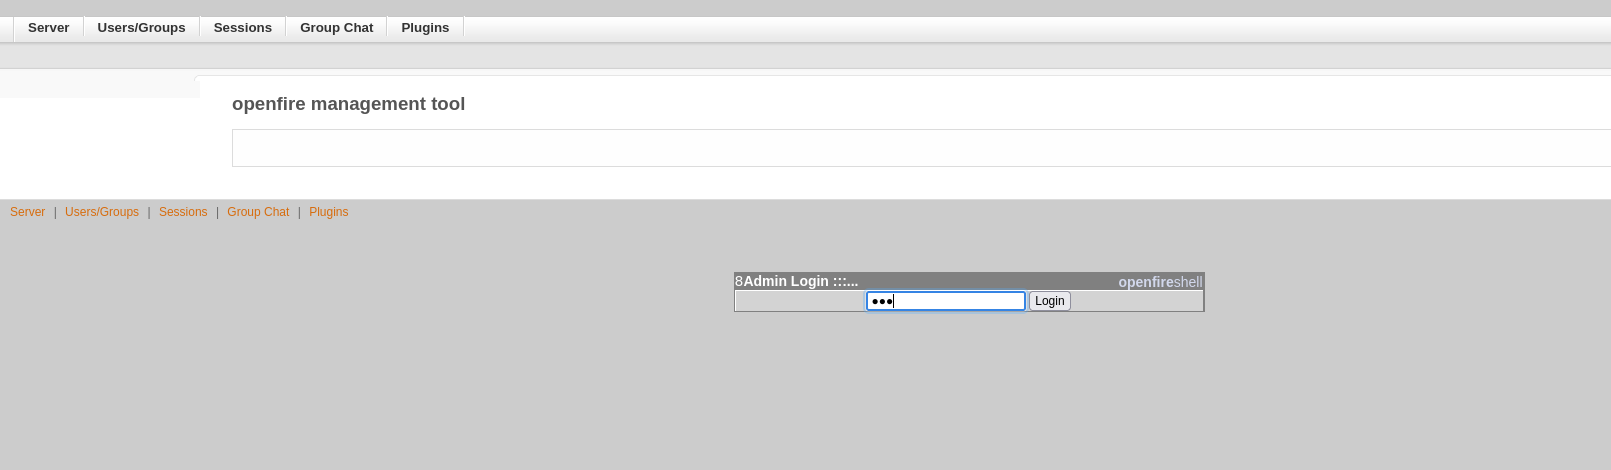 Server Users/Groups Sessions Group Chat Plugins
openfire management tool
Server | Users/Groups | Sessions | Group Chat | Plugins
8Admin Login :::... openfireshell
●●● Login